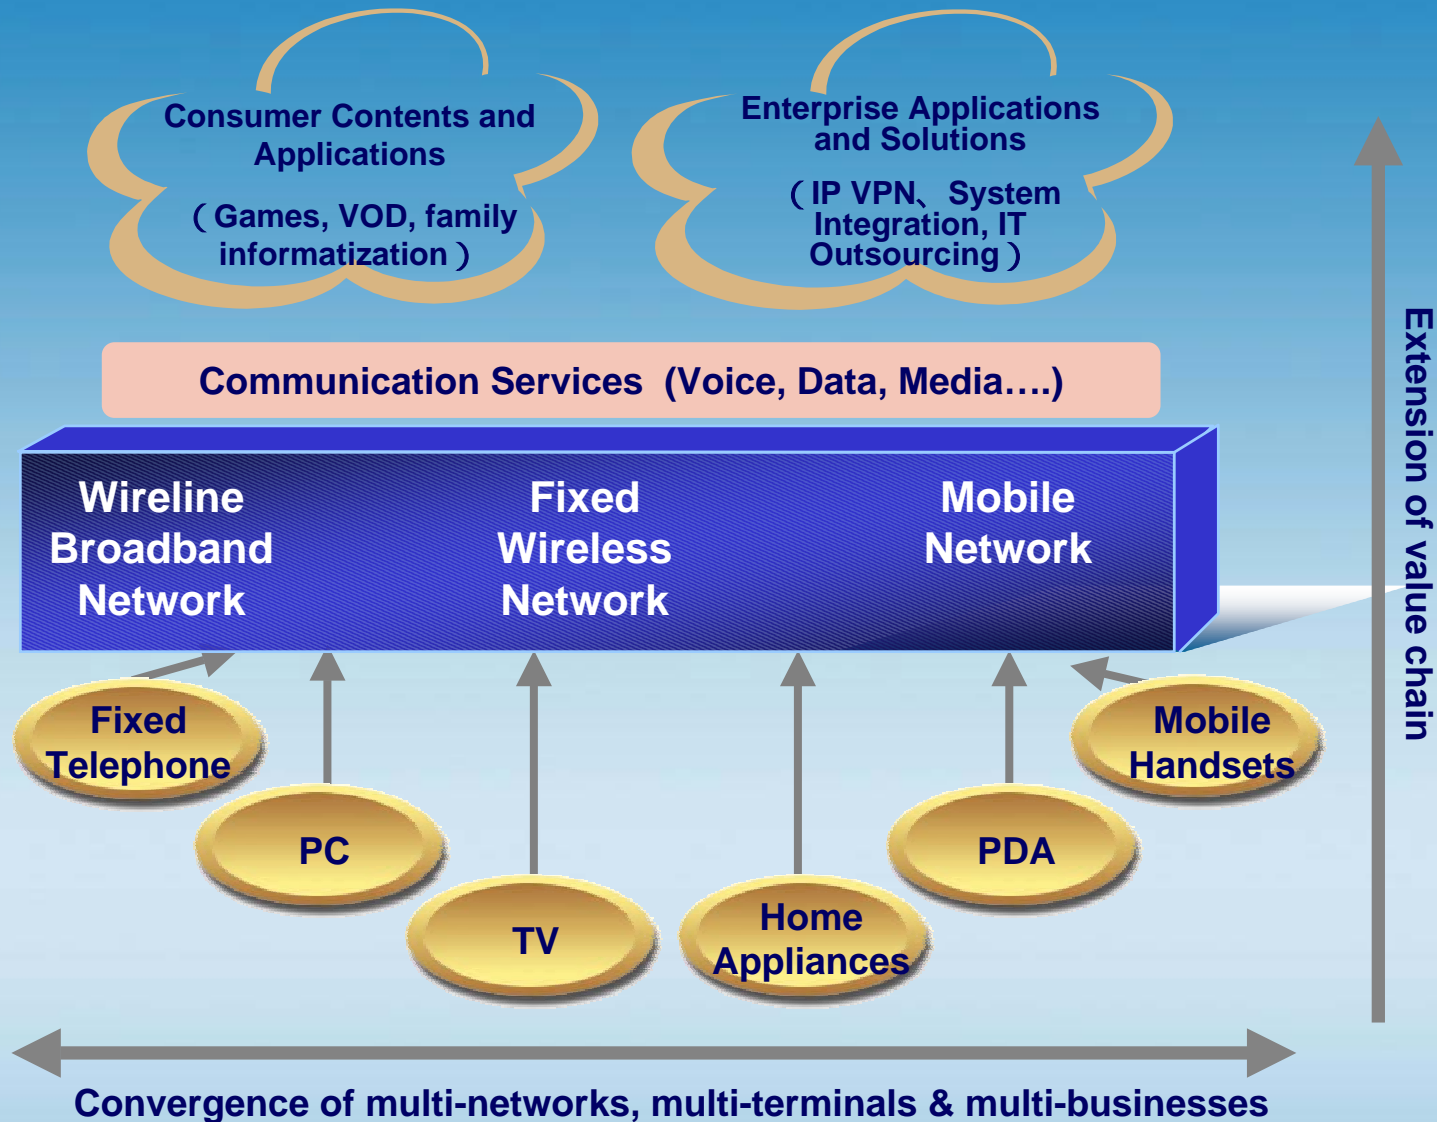 Consumer Contents and
Applications
（Games, VOD, family
informatization）
Enterprise Applications
and Solutions
（IP VPN、System
Integration, IT
Outsourcing）
Communication Services (Voice, Data, Media….)
Wireline
Broadband
Network
Fixed
Wireless
Network
Mobile
Network
Extension of value chain
Fixed
Telephone
PC
TV
Home
Appliances
PDA
Mobile
Handsets
Convergence of multi-networks, multi-terminals & multi-businesses